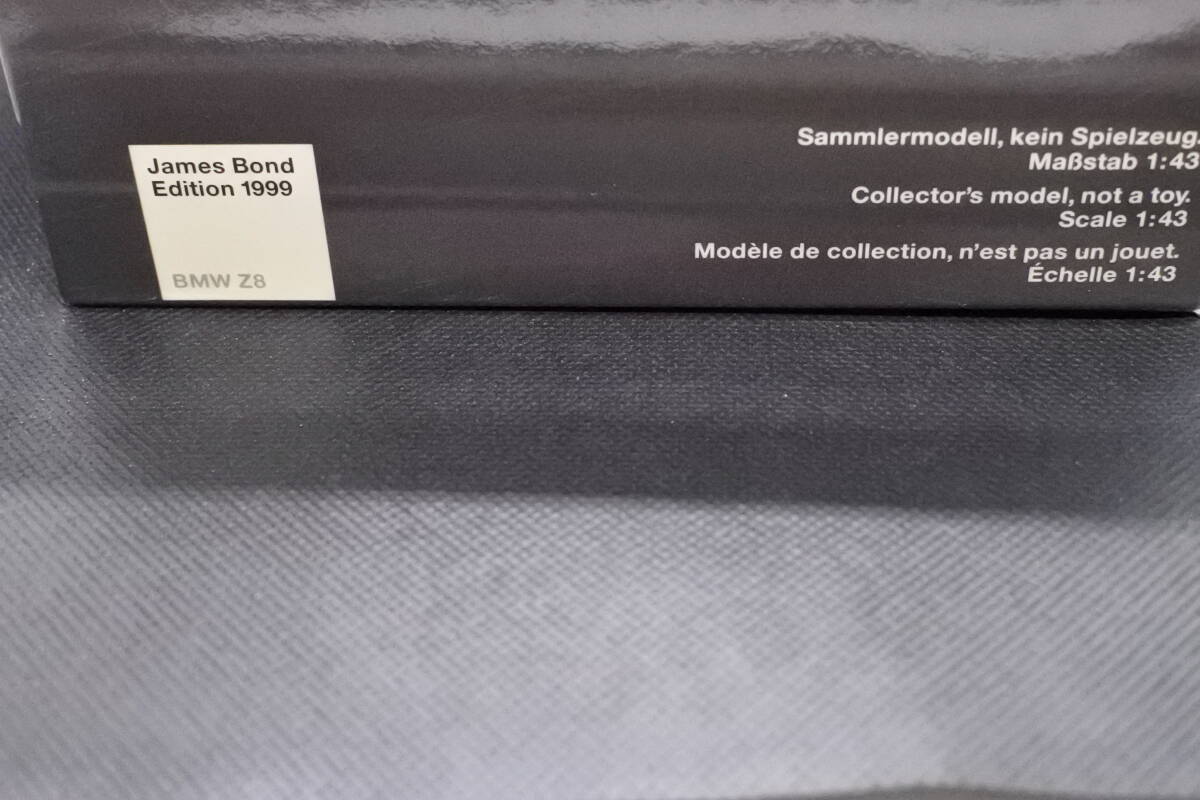 James Bond
Edition 1999
BMW Z8
Sammlermodell, kein Spielzeug.
Maßstab 1:43
Collector's model, not a toy.
Scale 1:43
Modèle de collection, n'est pas un jouet.
Échelle 1:43